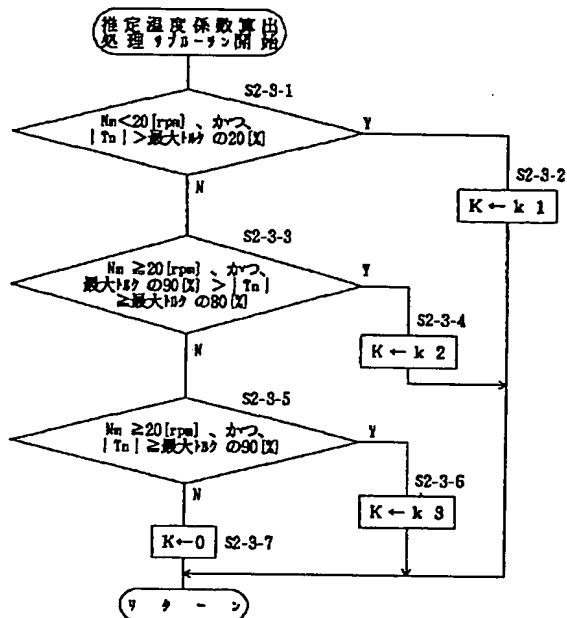 推定温度係数算出
処理サブルーチン開始
S2-3-1
Nm<20[rpm]、かつ、
|Tn|>最大トルクの20[%]
Y
N
S2-3-2
K←k 1
S2-3-3
Nm≧20[rpm]、かつ、
最大トルクの90[%]>|Tn|
≧最大トルクの80[%]
Y
N
S2-3-4
K←k 2
S2-3-5
Nm≧20[rpm]、かつ、
|Tn|≧最大トルクの90[%]
Y
N
S2-3-6
K←k 3
K←0 S2-3-7
リターン